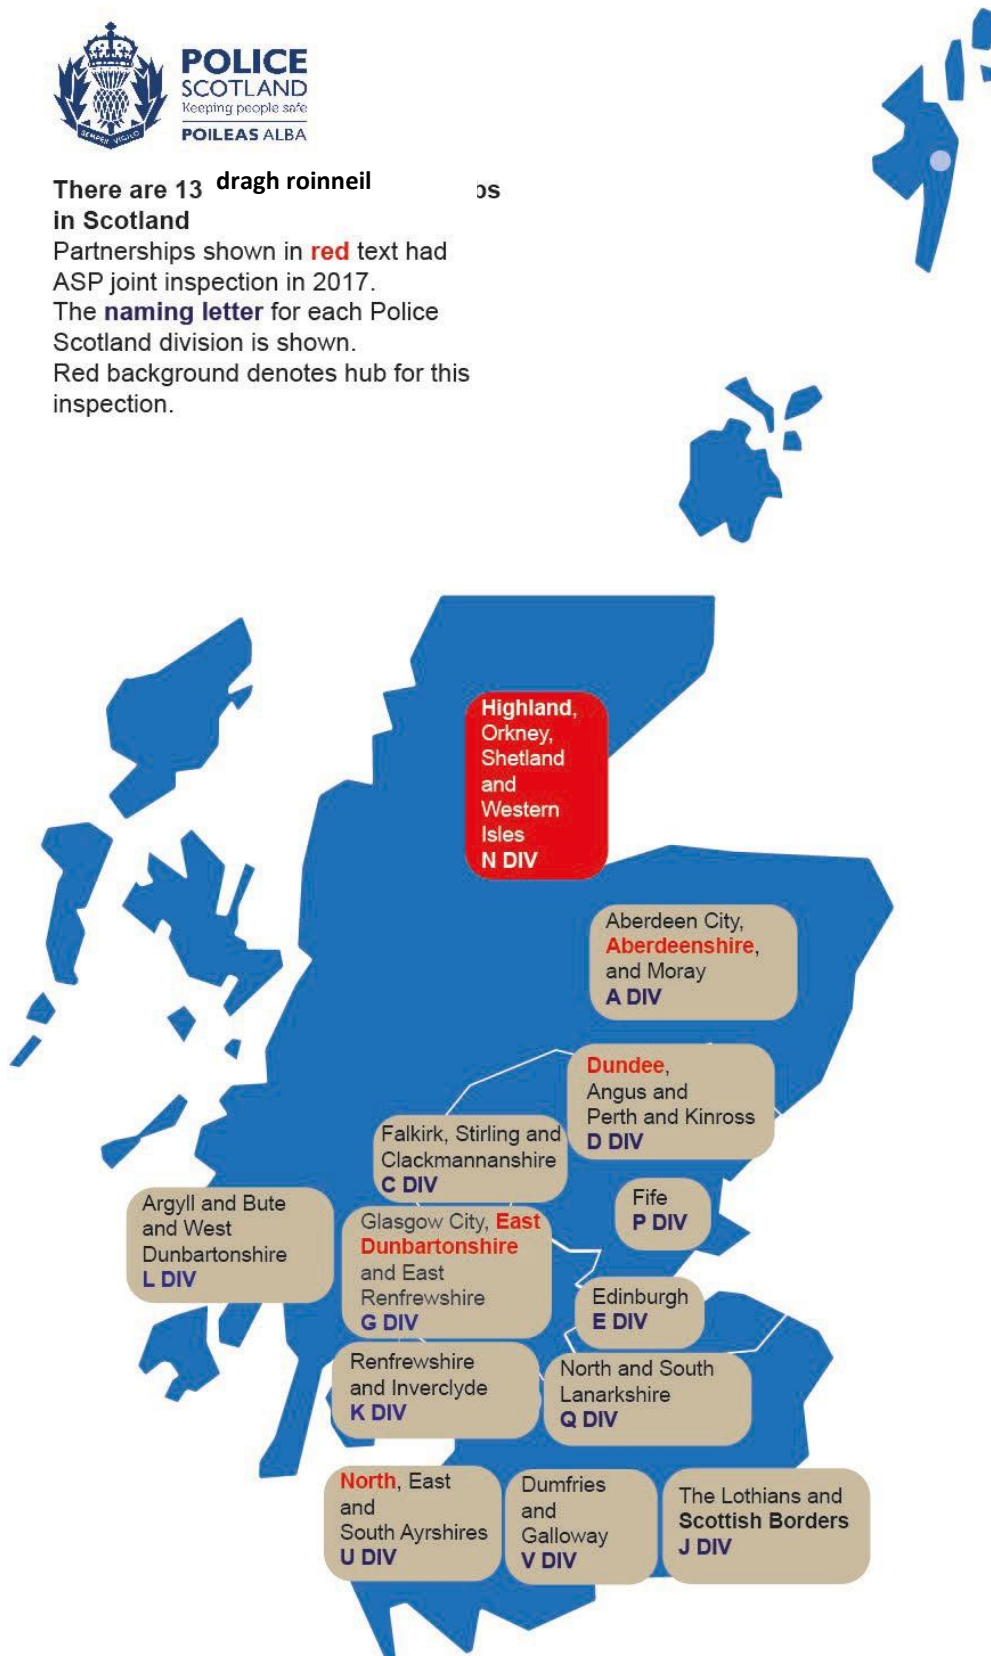 POLICE
SCOTLAND
Keeping people safe
POILEAS ALBA
SEMPER VIGILO
There are 13 dragh roinneil os
in Scotland
Partnerships shown in red text had
ASP joint inspection in 2017.
The naming letter for each Police
Scotland division is shown.
Red background denotes hub for this
inspection.
Highland,
Orkney,
Shetland
and
Western
Isles
N DIV
Aberdeen City,
Aberdeenshire,
and Moray
A DIV
Dundee,
Angus and
Perth and Kinross
D DIV
Falkirk, Stirling and
Clackmannanshire
C DIV
Fife
P DIV
Argyll and Bute
and West
Dunbartonshire
L DIV
Glasgow City, East
Dunbartonshire
and East
Renfrewshire
G DIV
Edinburgh
E DIV
Renfrewshire
and Inverclyde
K DIV
North and South
Lanarkshire
Q DIV
North, East
and
South Ayrshires
U DIV
Dumfries
and
Galloway
V DIV
The Lothians and
Scottish Borders
J DIV